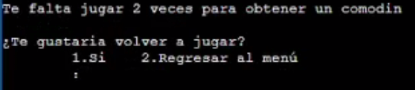 Te falta jugar 2 veces para obtener un comodin
¿Te gustaria volver a jugar?
1.Si 2.Regresar al menú
: